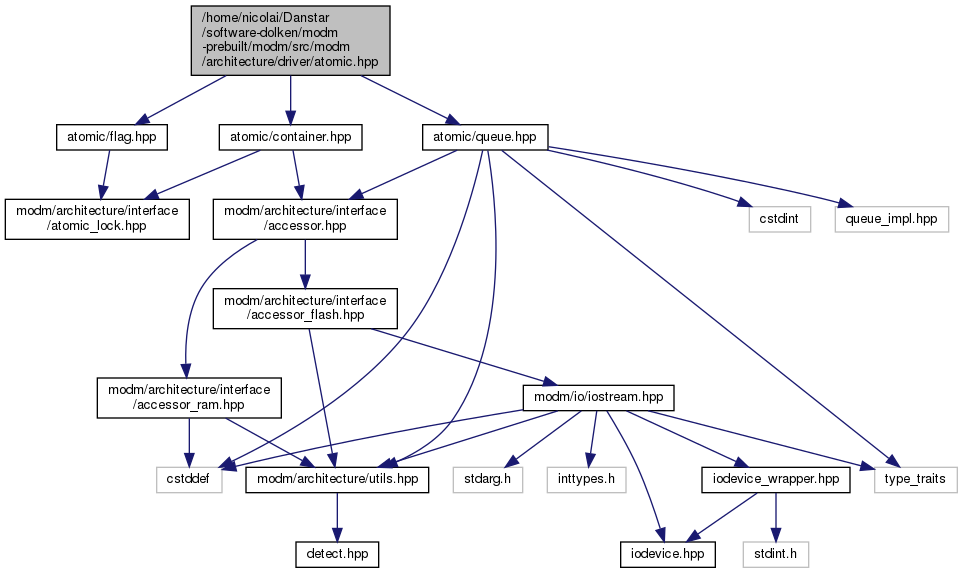 /home/nicolai/Danstar
/software-dolken/modm
-prebuilt/modm/src/modm
/architecture/driver/atomic.hpp
atomic/flag.hpp
atomic/container.hpp
atomic/queue.hpp
modm/architecture/interface
/atomic_lock.hpp
modm/architecture/interface
/accessor.hpp
cstdint
queue_impl.hpp
modm/architecture/interface
/accessor_flash.hpp
modm/architecture/interface
/accessor_ram.hpp
modm/io/iostream.hpp
cstddef
modm/architecture/utils.hpp
stdarg.h
inttypes.h
iodevice_wrapper.hpp
type_traits
detect.hpp
iodevice.hpp
stdint.h